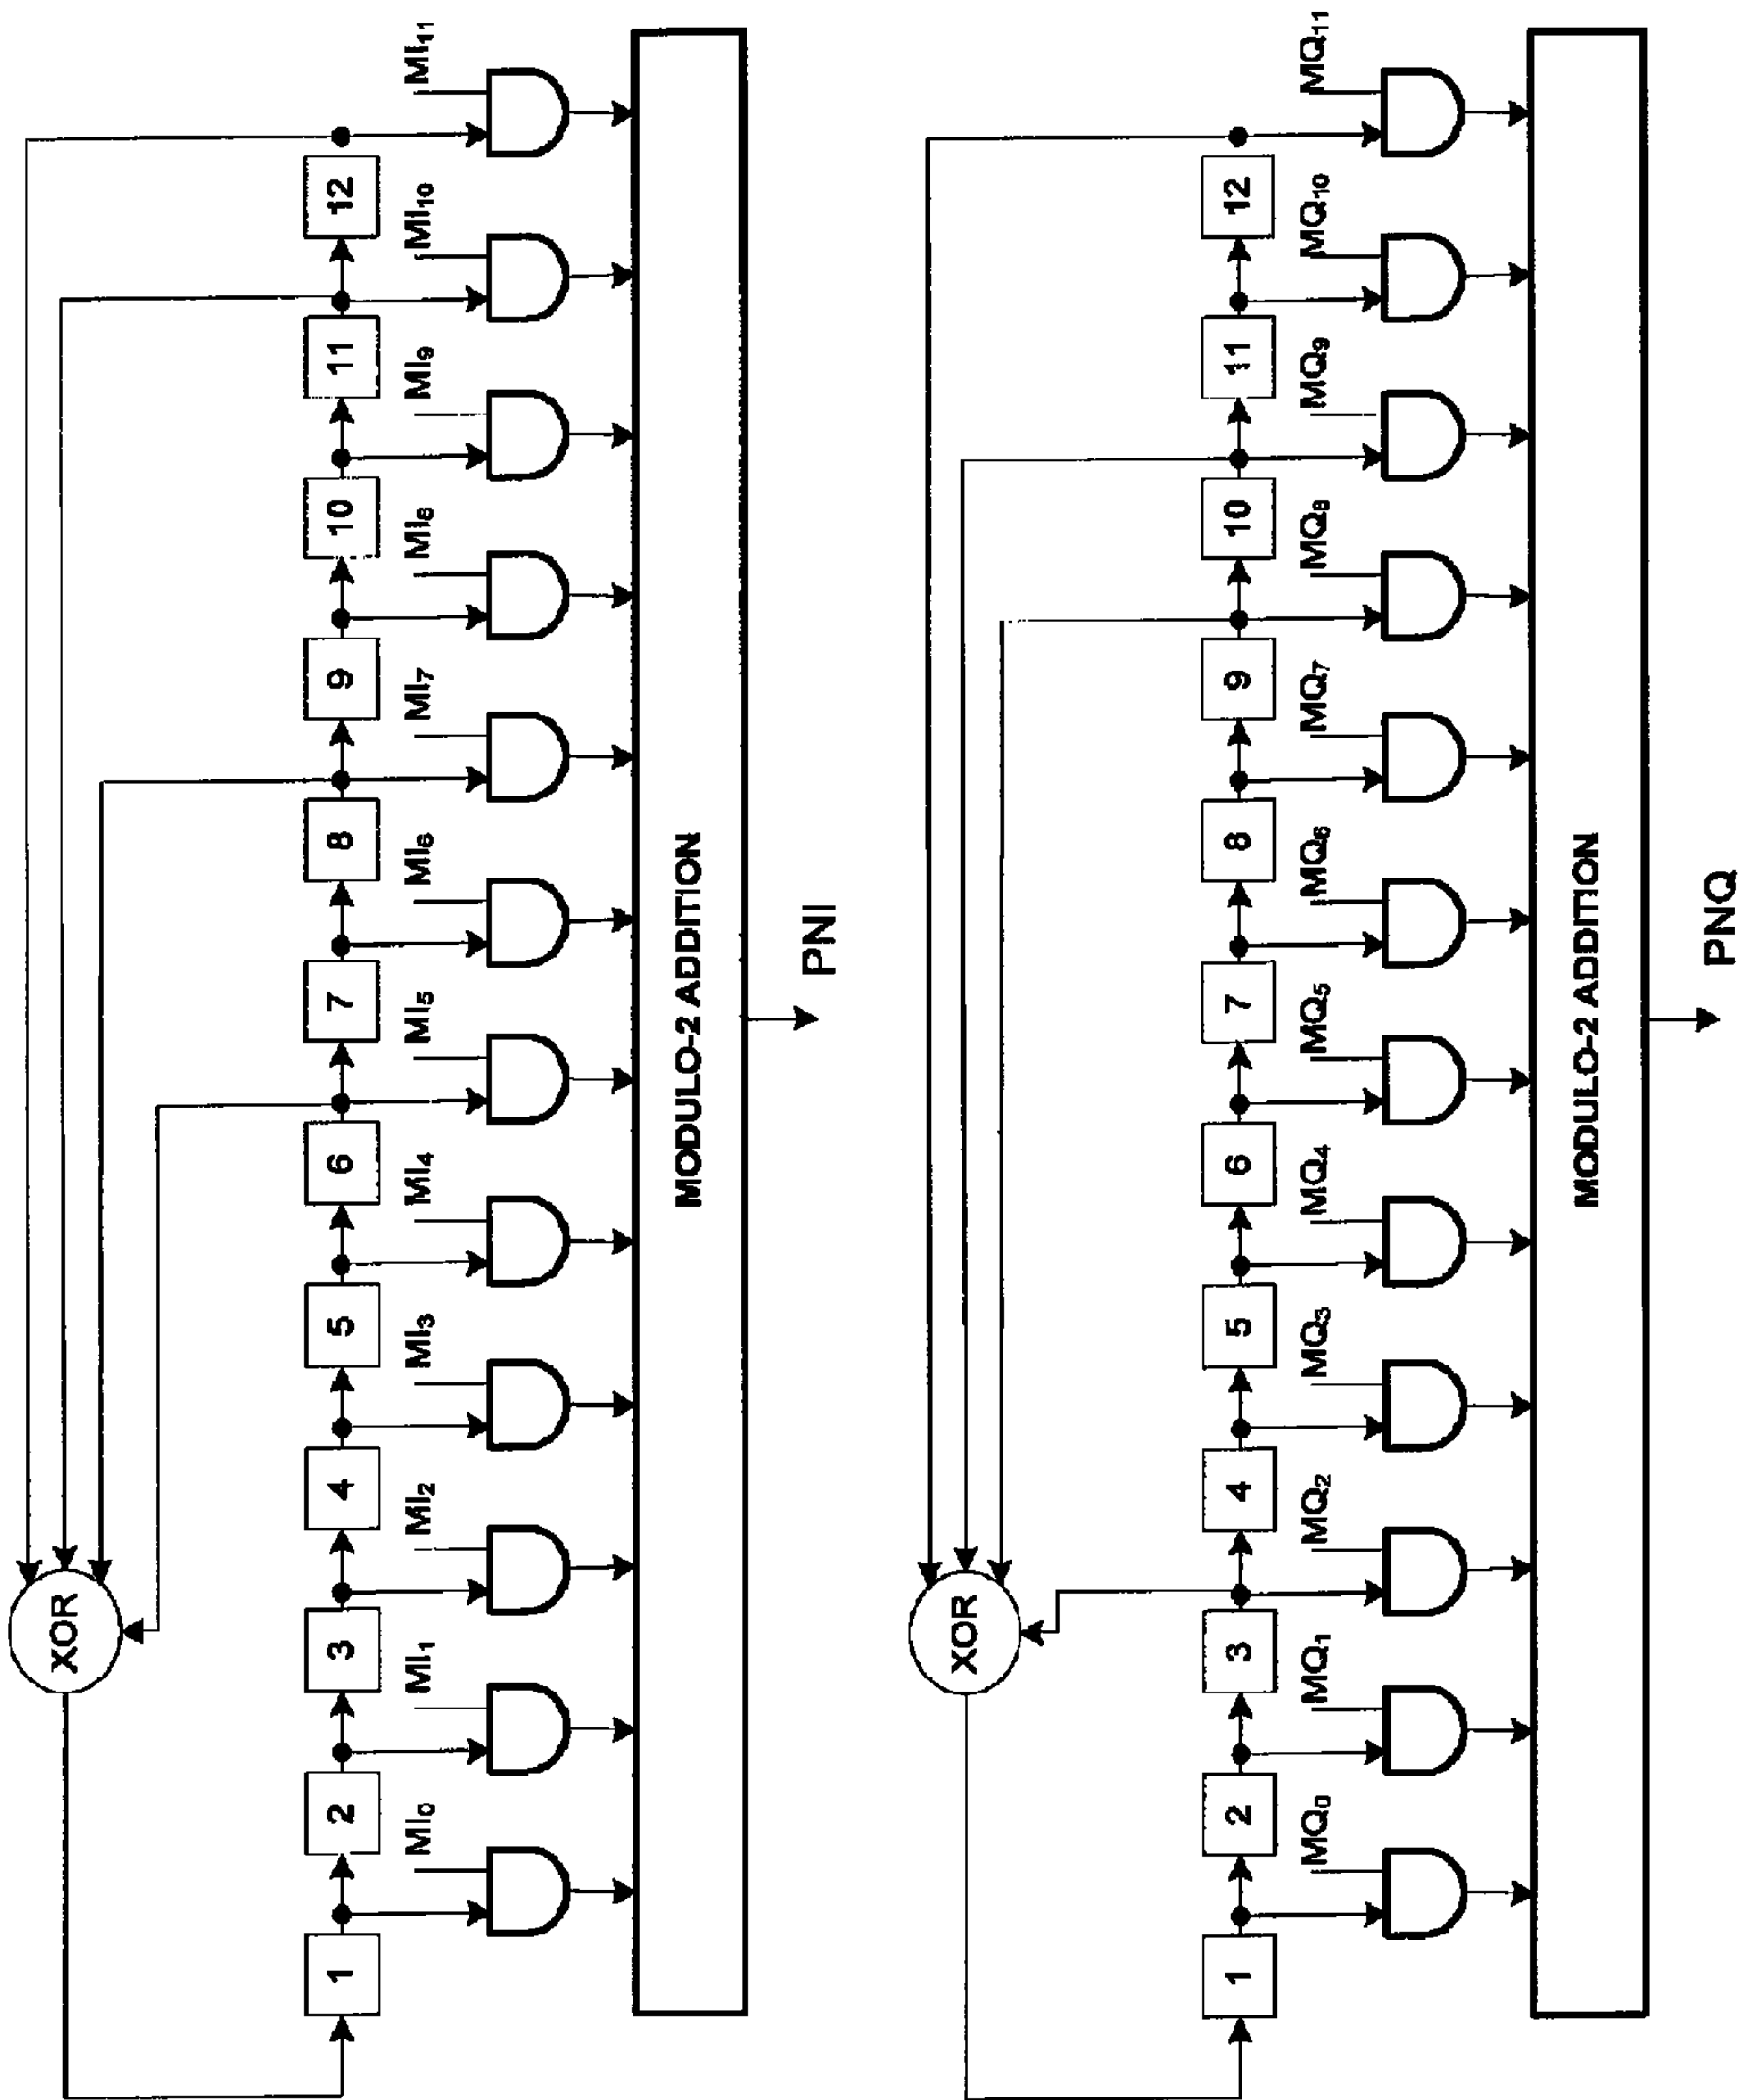 XOR
1 2 3 4 5 6 7 8 9 10 11 12
MI0 MI1 MI2 MI3 MI4 MI5 MI6 MI7 MI8 MI9 MI10 MI11
MODULO-2 ADDITION
PNI
XOR
1 2 3 4 5 6 7 8 9 10 11 12
MQ0 MQ1 MQ2 MQ3 MQ4 MQ5 MQ6 MQ7 MQ8 MQ9 MQ10 MQ11
MODULO-2 ADDITION
PNQ